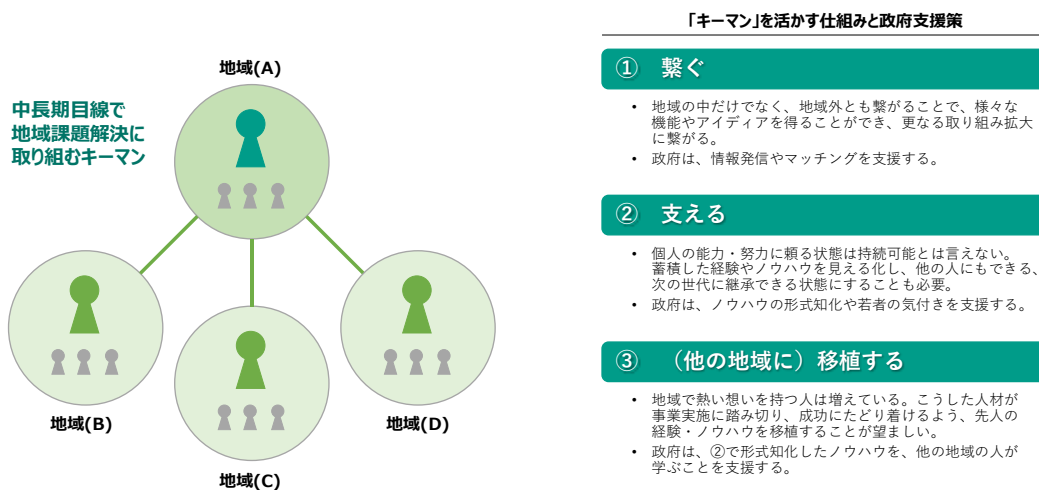 地域(A)
中長期目線で
地域課題解決に
取り組むキーマン
地域(B)
地域(C)
地域(D)
「キーマン」を活かす仕組みと政府支援策
① 繋ぐ
• 地域の中だけでなく、地域外とも繋がることで、様々な
機能やアイディアを得ることができ、更なる取り組み拡大
に繋がる。
• 政府は、情報発信やマッチングを支援する。
② 支える
• 個人の能力・努力に頼る状態は持続可能とは言えない。
蓄積した経験やノウハウを見える化し、他の人にもできる、
次の世代に継承できる状態にすることも必要。
• 政府は、ノウハウの形式知化や若者の気付きを支援する。
③ （他の地域に）移植する
• 地域で熱い想いを持つ人は増えている。こうした人材が
事業実施に踏み切り、成功にたどり着けるよう、先人の
経験・ノウハウを移植することが望ましい。
• 政府は、②で形式知化したノウハウを、他の地域の人が
学ぶことを支援する。